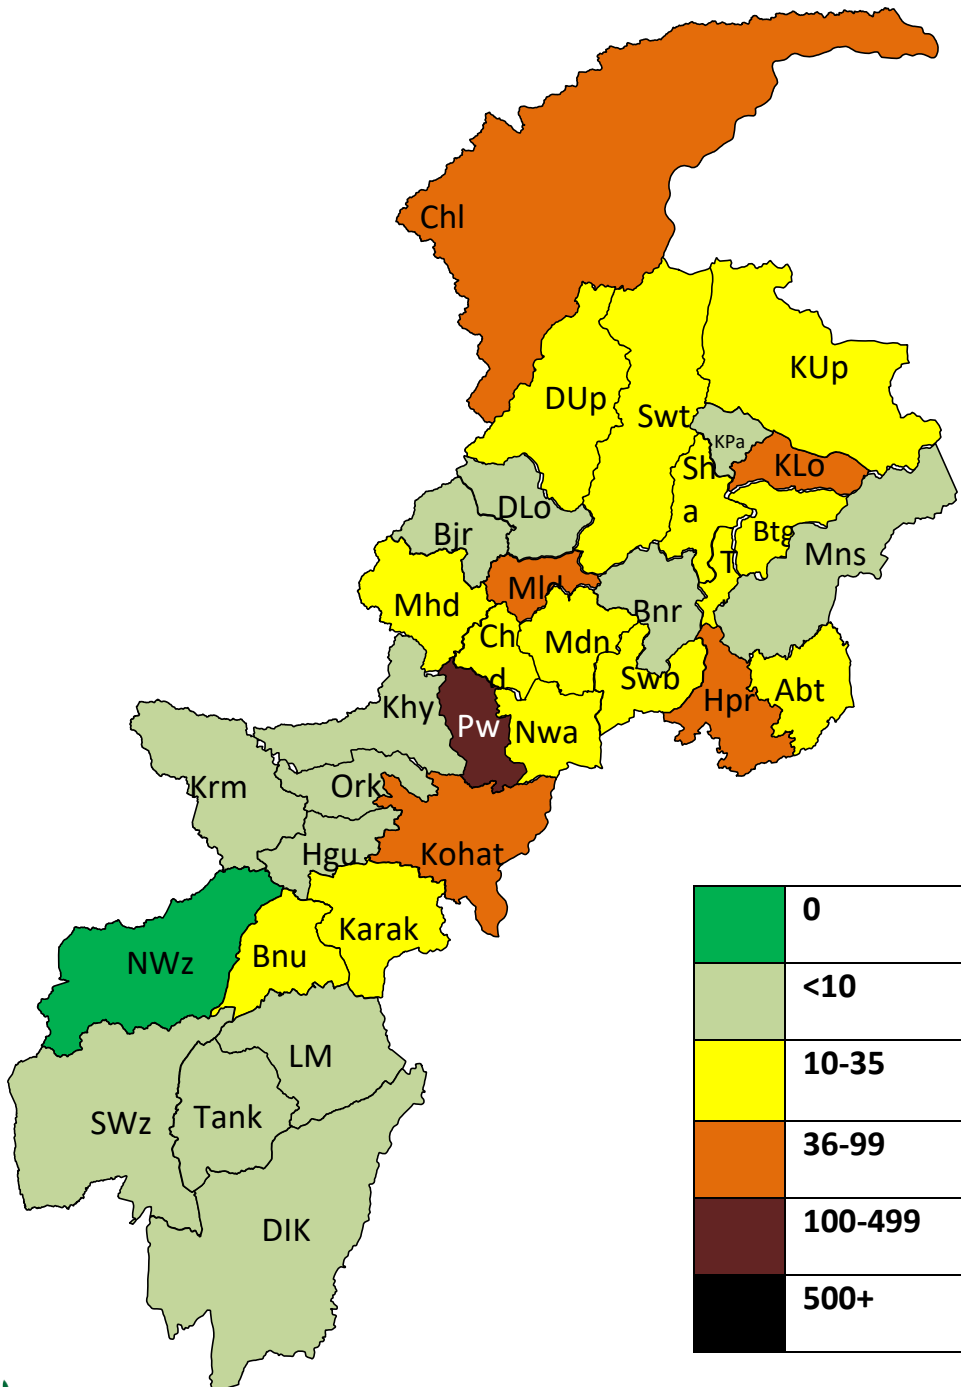 Chl
KUp
DUp
Swt
KPa
KLo
Sh
a
DLo
Btg
Bjr
Mns
T
Mld
Mhd
Bnr
Ch
d
Mdn
Swb
Abt
Hpr
Khy
Pw
Nwa
Krm
Ork
Hgu
Kohat
Karak
Bnu
NWz
LM
SWz
Tank
DIK
0
<10
10-35
36-99
100-499
500+